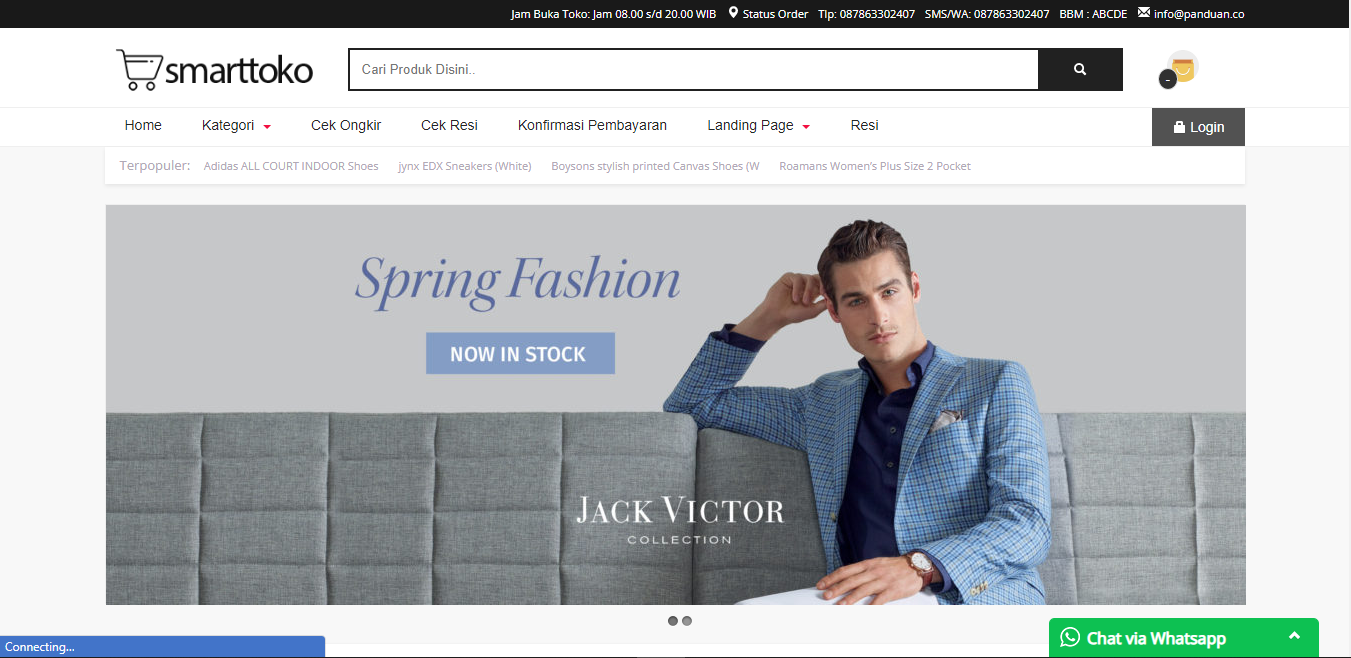 Jam Buka Toko: Jam 08.00 s/d 20.00 WIB Status Order Tlp: 087863302407 SMS/WA: 087863302407 BBM : ABCDE info@panduan.co
smarttoko
Cari Produk Disini..
-
Home Kategori Cek Ongkir Cek Resi Konfirmasi Pembayaran Landing Page Resi Login
Terpopuler: Adidas ALL COURT INDOOR Shoes jynx EDX Sneakers (White) Boysons stylish printed Canvas Shoes (W Roamans Women's Plus Size 2 Pocket
Spring Fashion
NOW IN STOCK
JACK VICTOR
COLLECTION
Chat via Whatsapp
Connecting...